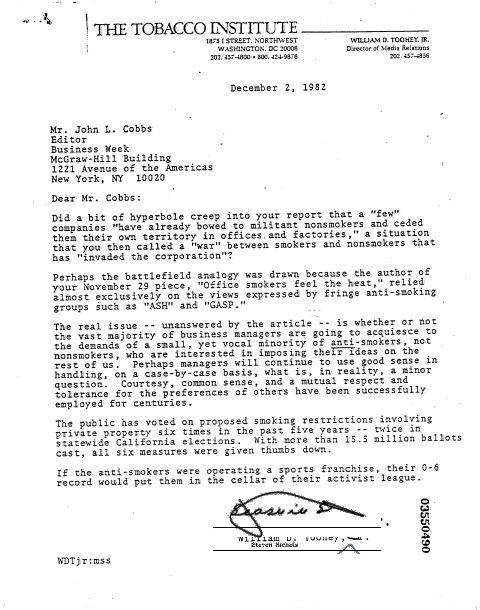 THE TOBACCO INSTITUTE
1875 I STREET, NORTHWEST
WASHINGTON, DC 20006
202/457-4800 • 800/424-9876
WILLIAM D. TOOHEY, JR.
Director of Media Relations
202/457-4856
December 2, 1982
Mr. John L. Cobbs
Editor
Business Week
McGraw-Hill Building
1221 Avenue of the Americas
New York, NY 10020
Dear Mr. Cobbs:
Did a bit of hyperbole creep into your report that a "few"
companies "have already bowed to militant nonsmokers and ceded
them their own territory in offices and factories," a situation
that you then called a "war" between smokers and nonsmokers that
has "invaded the corporation"?
Perhaps the battlefield analogy was drawn because the author of
your November 29 piece, "Office smokers feel the heat," relied
almost exclusively on the views expressed by fringe anti-smoking
groups such as "ASH" and "GASP."
The real issue -- unanswered by the article -- is whether or not
the vast majority of business managers are going to acquiesce to
the demands of a small, yet vocal minority of anti-smokers, not
nonsmokers, who are interested in imposing their ideas on the
rest of us. Perhaps managers will continue to use good sense in
handling, on a case-by-case basis, what is, in reality, a minor
question. Courtesy, common sense, and a mutual respect and
tolerance for the preferences of others have been successfully
employed for centuries.
The public has voted on proposed smoking restrictions involving
private property six times in the past five years -- twice in
statewide California elections. With more than 15.5 million ballots
cast, all six measures were given thumbs down.
If the anti-smokers were operating a sports franchise, their 0-6
record would put them in the cellar of their activist league.
William D. Toohey, Jr.
Steven Nichols
WDTjr:mss
03550490